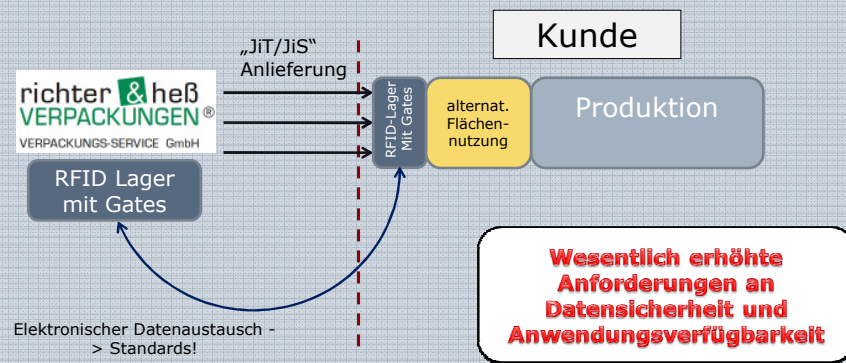 Kunde
„JiT/JiS“
Anlieferung
richter & heß
VERPACKUNGEN®
VERPACKUNGS-SERVICE GmbH
RFID Lager
mit Gates
RFID-Lager
Mit Gates
alternat.
Flächen-
nutzung
Produktion
Wesentlich erhöhte
Anforderungen an
Datensicherheit und
Anwendungsverfügbarkeit
Elektronischer Datenaustausch -
> Standards!